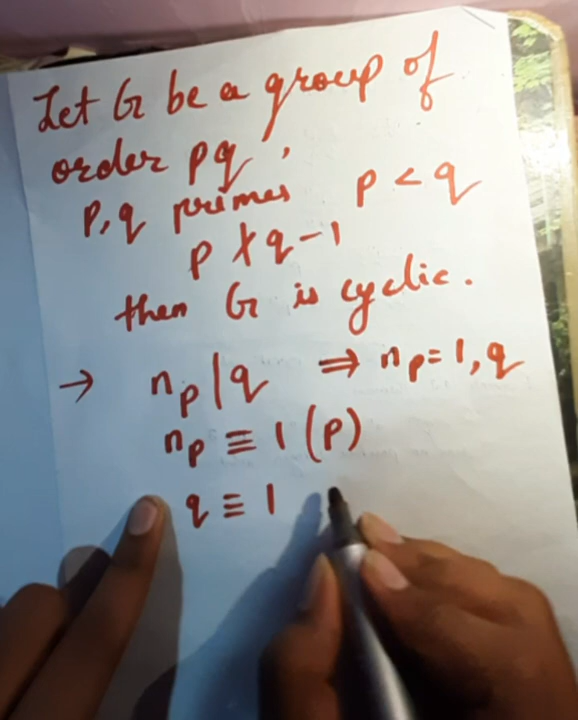 Let G be a group of
order pq,
p, q primes p < q
p ∤ q-1
then G is cyclic.
→ n_p | q ⇒ n_p = 1, q
n_p ≡ 1 (p)
q ≡ 1